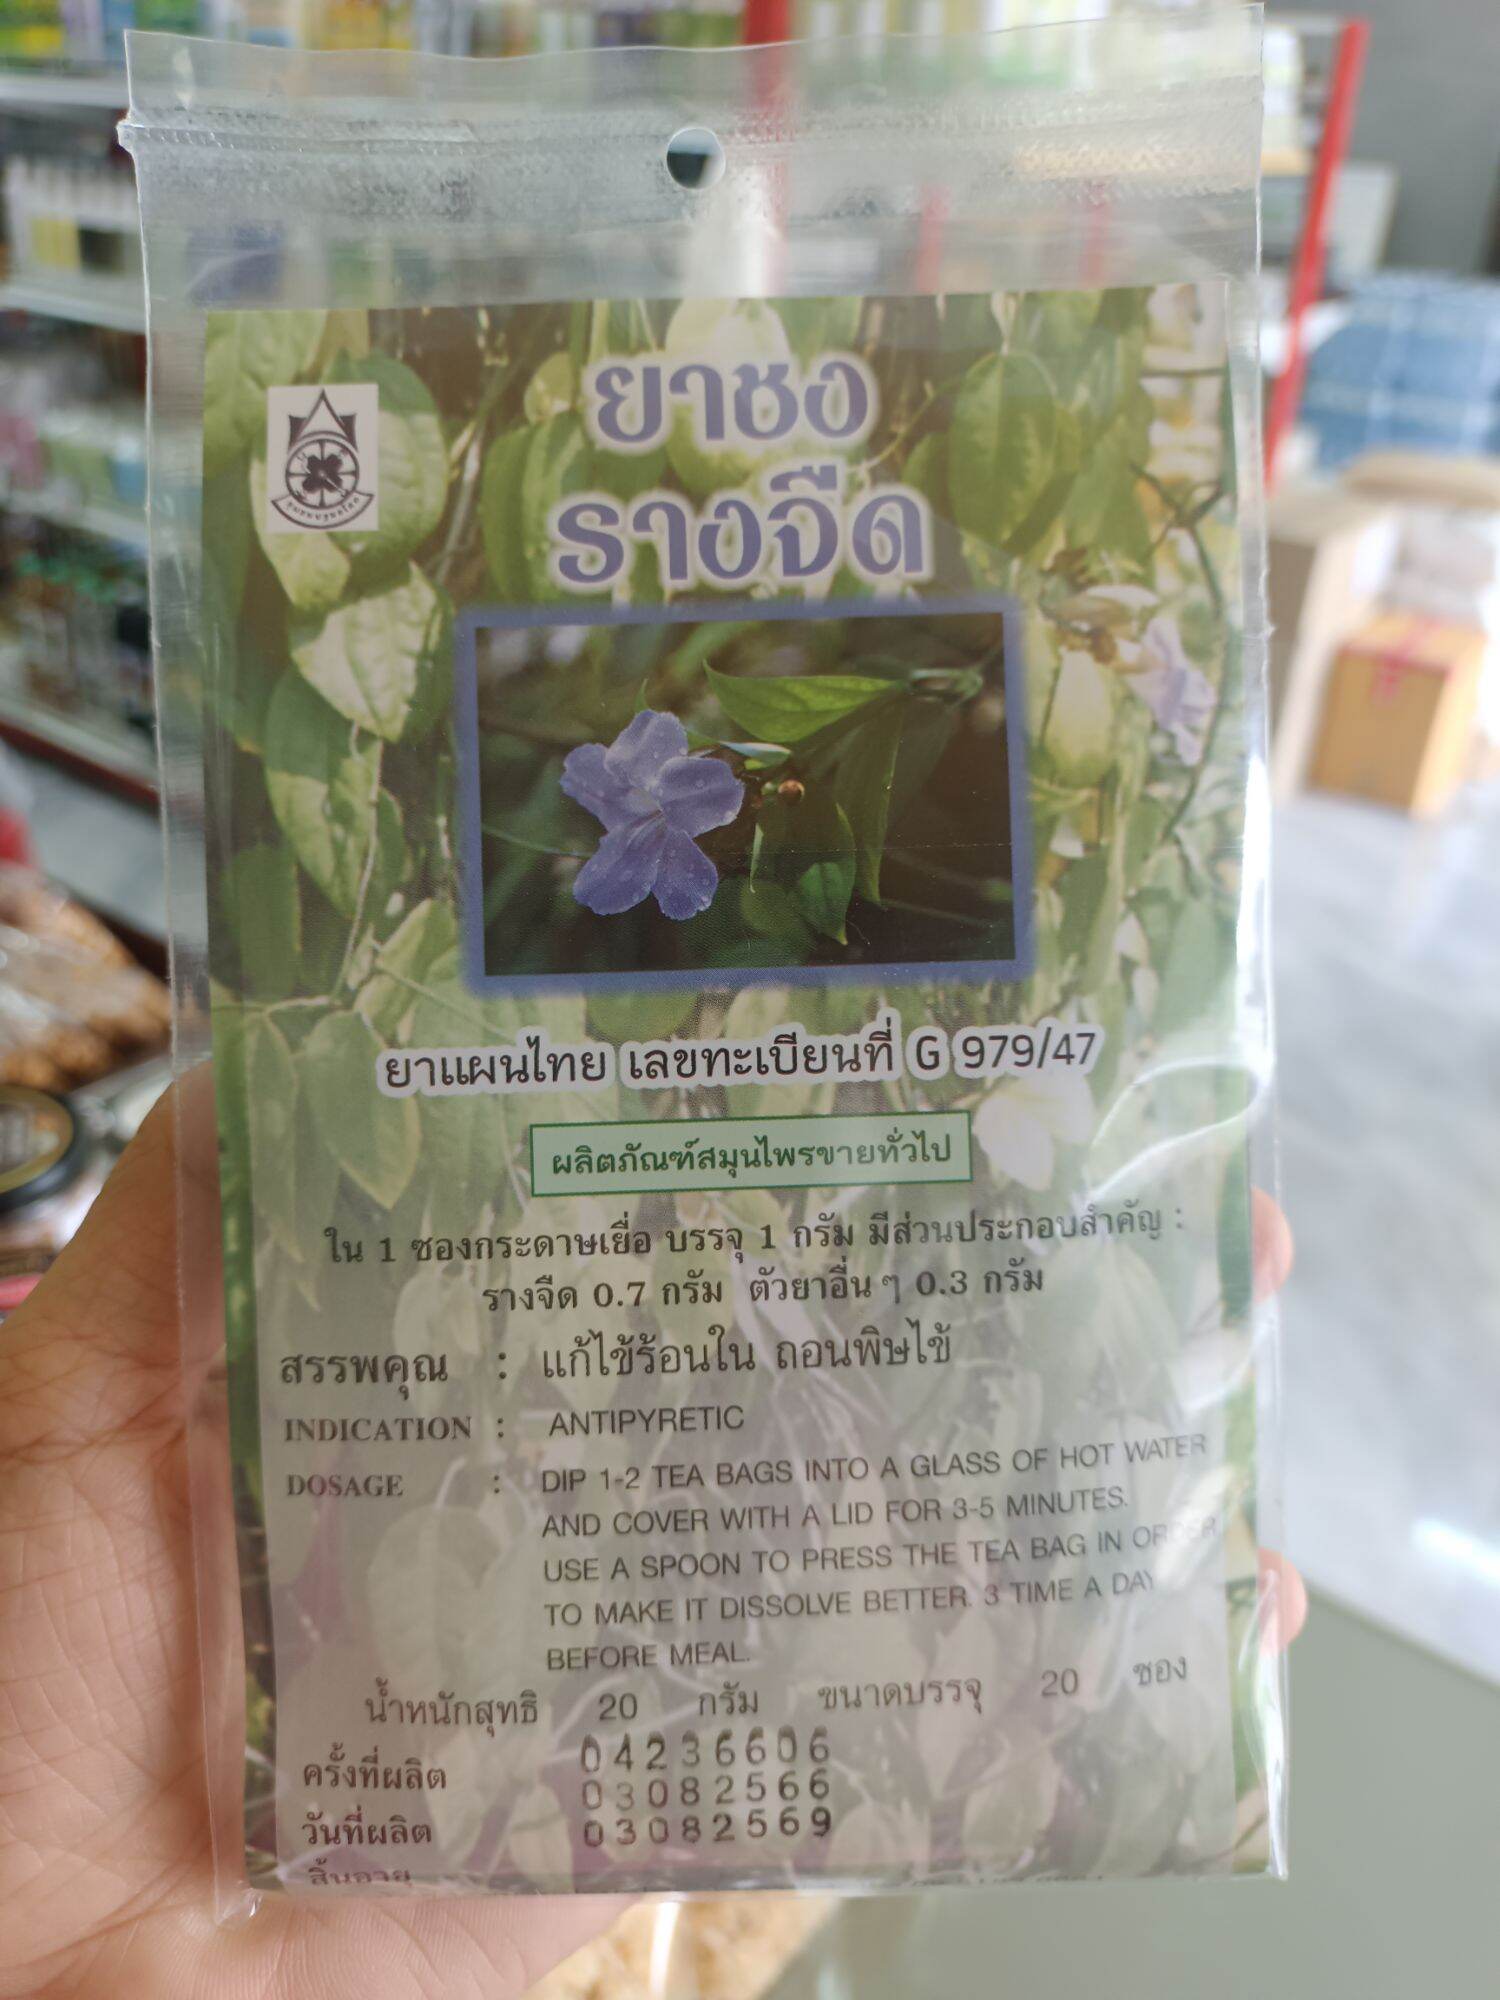 ยาชง
รางจืด
ยาแผนไทย เลขทะเบียนที่ G 979/47
ผลิตภัณฑ์สมุนไพรขายทั่วไป
ใน 1 ซองกระดาษเยื่อ บรรจุ 1 กรัม มีส่วนประกอบสำคัญ :
รางจืด 0.7 กรัม ตัวยาอื่น ๆ 0.3 กรัม
สรรพคุณ : แก้ไข้ร้อนใน ถอนพิษไข้
INDICATION : ANTIPYRETIC
DOSAGE : DIP 1-2 TEA BAGS INTO A GLASS OF HOT WATER
AND COVER WITH A LID FOR 3-5 MINUTES.
USE A SPOON TO PRESS THE TEA BAG IN ORDER
TO MAKE IT DISSOLVE BETTER. 3 TIME A DAY
BEFORE MEAL.
น้ำหนักสุทธิ 20 กรัม ขนาดบรรจุ 20 ซอง
ครั้งที่ผลิต 04236606
วันที่ผลิต 03082566
สิ้นอายุ 03082569